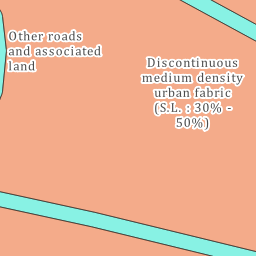 Other roads
and associated
land
Discontinuous
medium density
urban fabric
(S.L. : 30% -
50%)